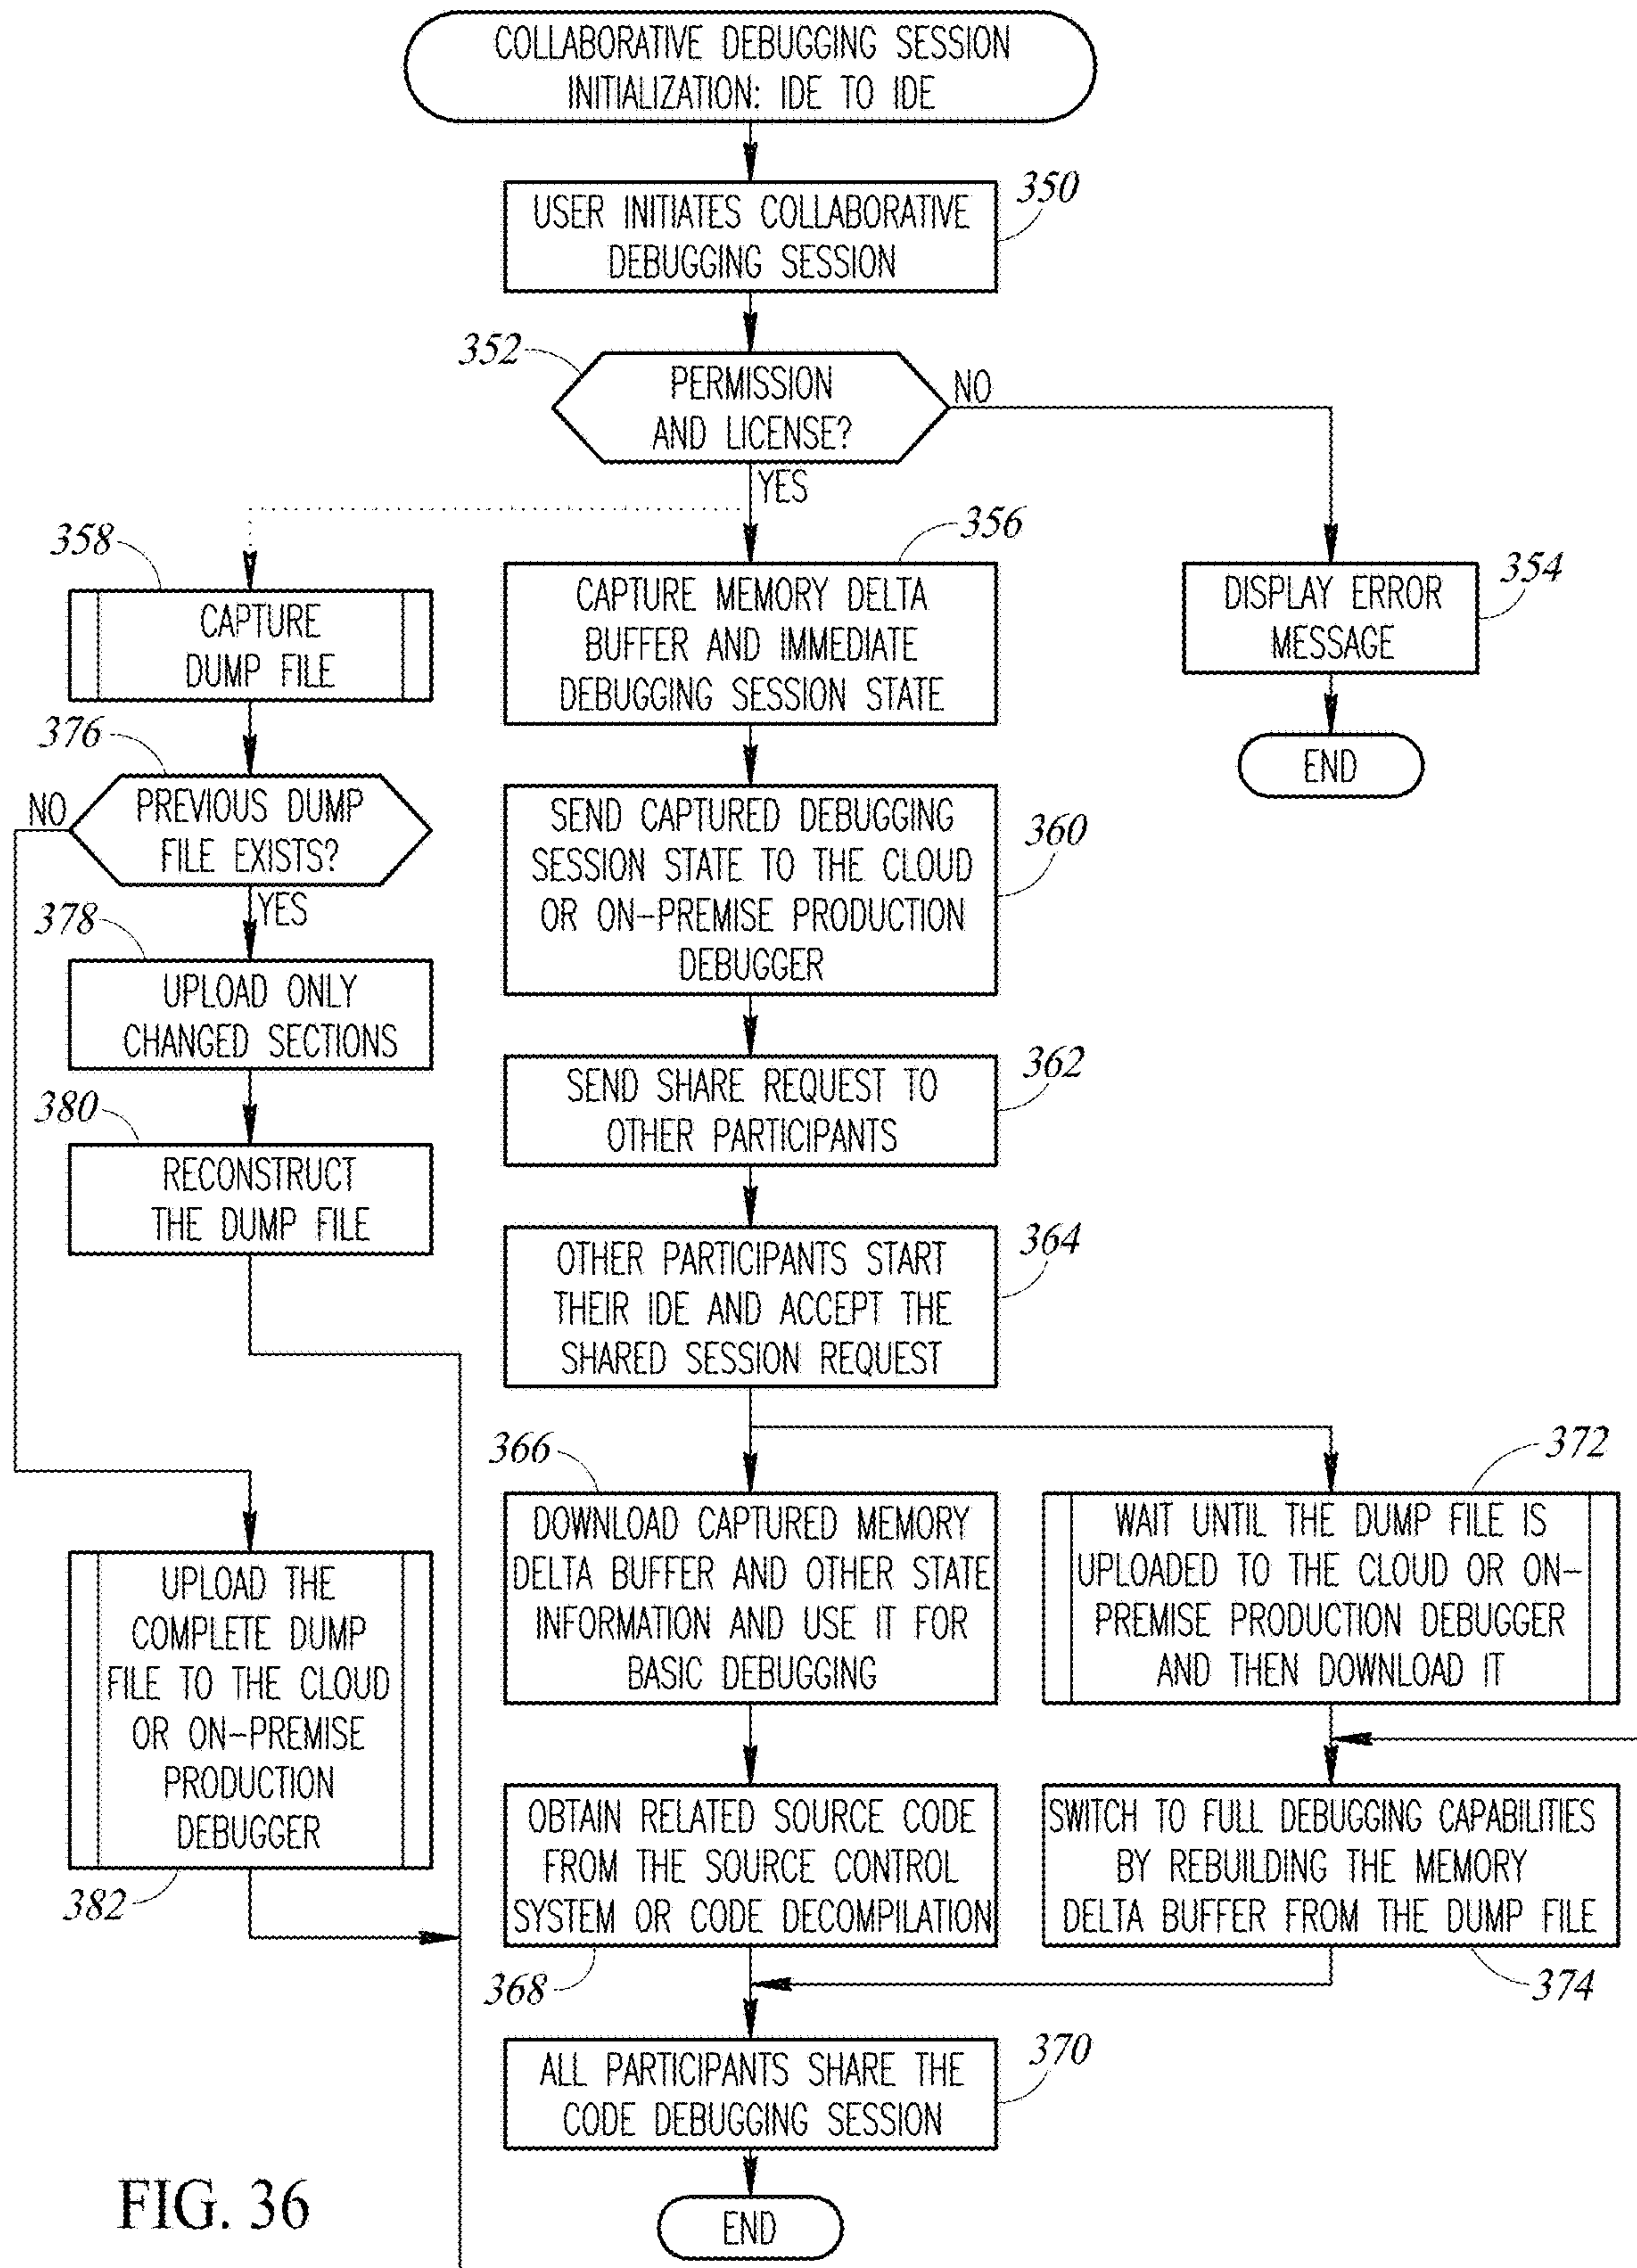 COLLABORATIVE DEBUGGING SESSION
INITIALIZATION: IDE TO IDE
350
USER INITIATES COLLABORATIVE
DEBUGGING SESSION
352
PERMISSION
AND LICENSE?
NO
YES
358
CAPTURE
DUMP FILE
356
CAPTURE MEMORY DELTA
BUFFER AND IMMEDIATE
DEBUGGING SESSION STATE
354
DISPLAY ERROR
MESSAGE
END
376
NO
PREVIOUS DUMP
FILE EXISTS?
YES
360
SEND CAPTURED DEBUGGING
SESSION STATE TO THE CLOUD
OR ON-PREMISE PRODUCTION
DEBUGGER
378
UPLOAD ONLY
CHANGED SECTIONS
362
SEND SHARE REQUEST TO
OTHER PARTICIPANTS
380
RECONSTRUCT
THE DUMP FILE
364
OTHER PARTICIPANTS START
THEIR IDE AND ACCEPT THE
SHARED SESSION REQUEST
366
DOWNLOAD CAPTURED MEMORY
DELTA BUFFER AND OTHER STATE
INFORMATION AND USE IT FOR
BASIC DEBUGGING
372
WAIT UNTIL THE DUMP FILE IS
UPLOADED TO THE CLOUD OR ON-
PREMISE PRODUCTION DEBUGGER
AND THEN DOWNLOAD IT
UPLOAD THE
COMPLETE DUMP
FILE TO THE CLOUD
OR ON-PREMISE
PRODUCTION
DEBUGGER
382
OBTAIN RELATED SOURCE CODE
FROM THE SOURCE CONTROL
SYSTEM OR CODE DECOMPILATION
368
SWITCH TO FULL DEBUGGING CAPABILITIES
BY REBUILDING THE MEMORY
DELTA BUFFER FROM THE DUMP FILE
374
370
ALL PARTICIPANTS SHARE THE
CODE DEBUGGING SESSION
END
FIG. 36